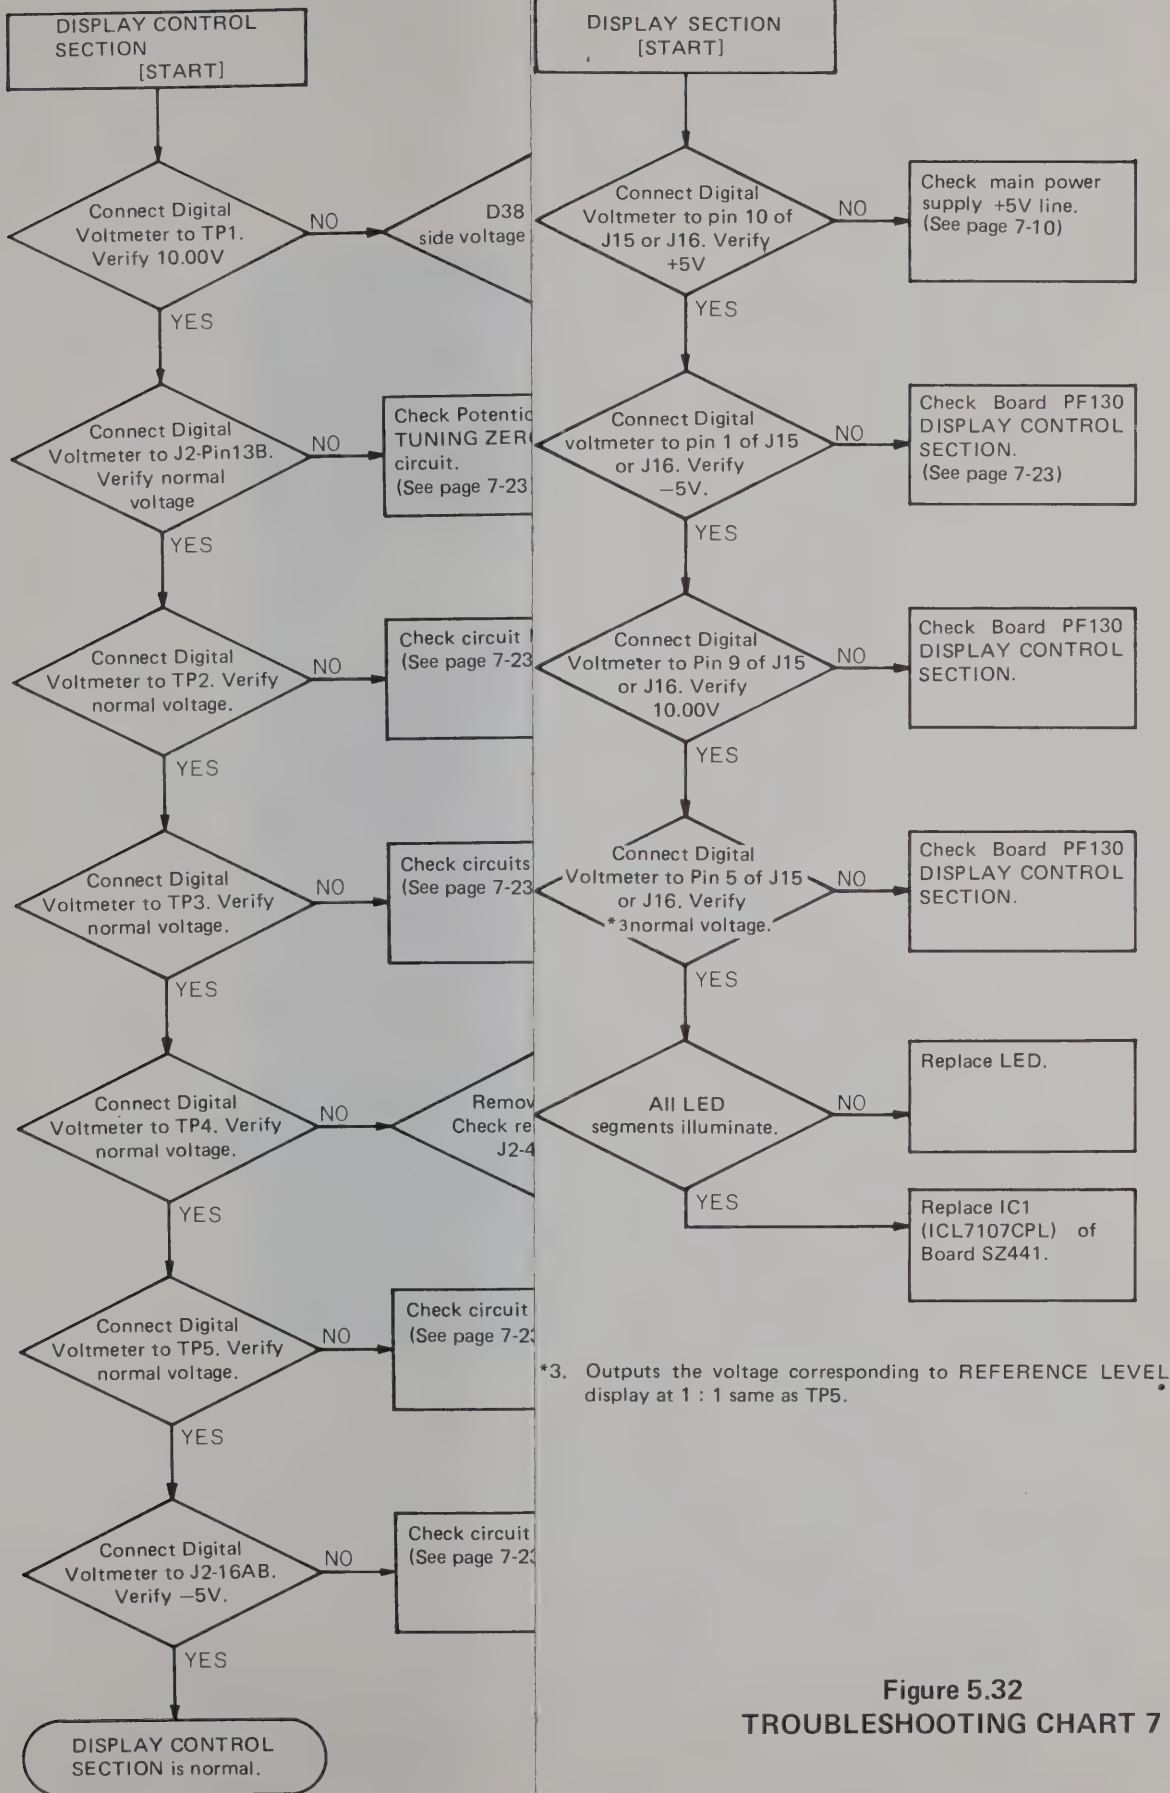 DISPLAY CONTROL
SECTION
[START]
Connect Digital
Voltmeter to TP1.
Verify 10.00V
NO
D38
side voltage
YES
Connect Digital
Voltmeter to J2-Pin13B.
Verify normal
voltage
NO
Check
TUNING
circuit.
(See page 7-23
YES
Connect Digital
Voltmeter to TP2. Verify
normal voltage.
NO
Check circuit
(See page 7-23
YES
Connect Digital
Voltmeter to TP3. Verify
normal voltage.
NO
Check circuits
(See page 7-23
YES
Connect Digital
Voltmeter to TP4. Verify
normal voltage.
NO
Check
J2-4
YES
Connect Digital
Voltmeter to TP5. Verify
normal voltage.
NO
Check circuit
(See page
YES
Connect Digital
Voltmeter to J2-16AB.
Verify —5V.
NO
Check circuit
(See page
YES
DISPLAY CONTROL
SECTION is normal.
DISPLAY SECTION
[START]
Connect Digital
Voltmeter to pin 10 of
J15 or J16. Verify
+5V
NO
Check main power
supply +5V line.
(See page 7-10)
YES
Connect Digital
voltmeter to pin 1 of J15
or J16. Verify
—5V.
NO
Check Board PF130
DISPLAY CONTROL
SECTION.
(See page 7-23)
YES
Connect Digital
Voltmeter to Pin 9 of J15
or J16. Verify
10.00V
NO
Check Board PF130
DISPLAY CONTROL
SECTION.
YES
Connect Digital
Voltmeter to Pin 5 of J15
or J16. Verify
*3normal voltage.
NO
Check Board PF130
DISPLAY CONTROL
SECTION.
YES
All LED
segments illuminate.
NO
Replace LED.
YES
Replace IC1
(ICL7107CPL) of
Board SZ441.
*3. Outputs the voltage corresponding to REFERENCE LEVEL
display at 1 : 1 same as TP5.
Figure 5.32
TROUBLESHOOTING CHART 7